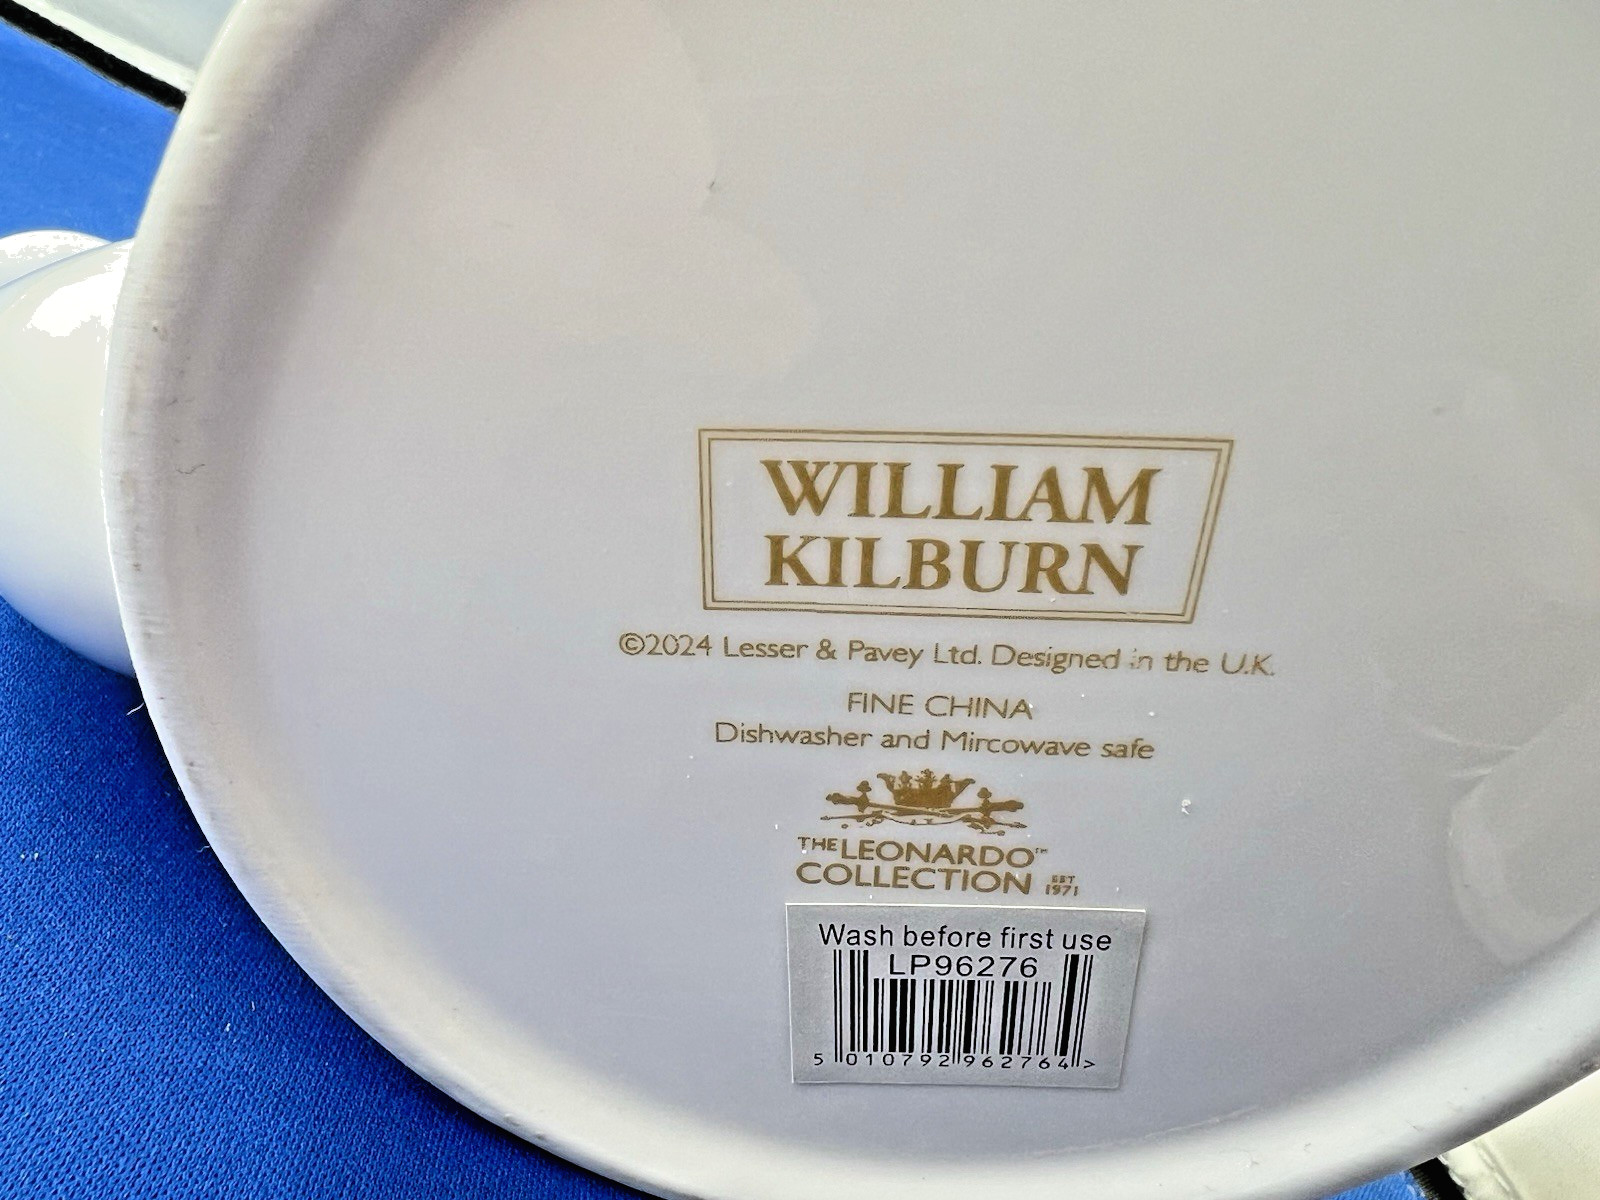 WILLIAM
KILBURN
©2024 Lesser & Pavey Ltd. Designed in the U.K.
FINE CHINA
Dishwasher and Mircowave safe
THE LEONARDO™
COLLECTION EST 1971
Wash before first use
LP96276
5 010792 962764 >